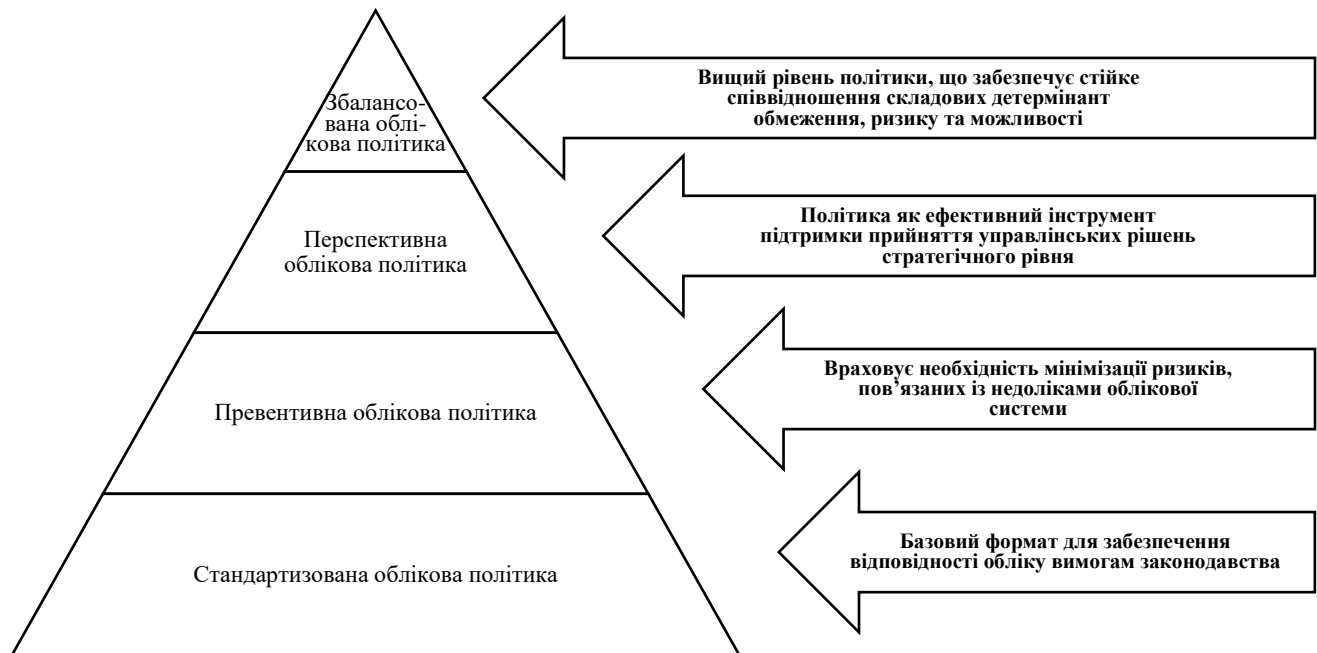 Збалансо-
вана облі-
кова політика
Вищий рівень політики, що забезпечує стійке
співвідношення складових детермінант
обмеження, ризику та можливості
Перспективна
облікова політика
Політика як ефективний інструмент
підтримки прийняття управлінських рішень
стратегічного рівня
Превентивна облікова політика
Враховує необхідність мінімізації ризиків,
пов’язаних із недоліками облікової
системи
Стандартизована облікова політика
Базовий формат для забезпечення
відповідності обліку вимогам законодавства